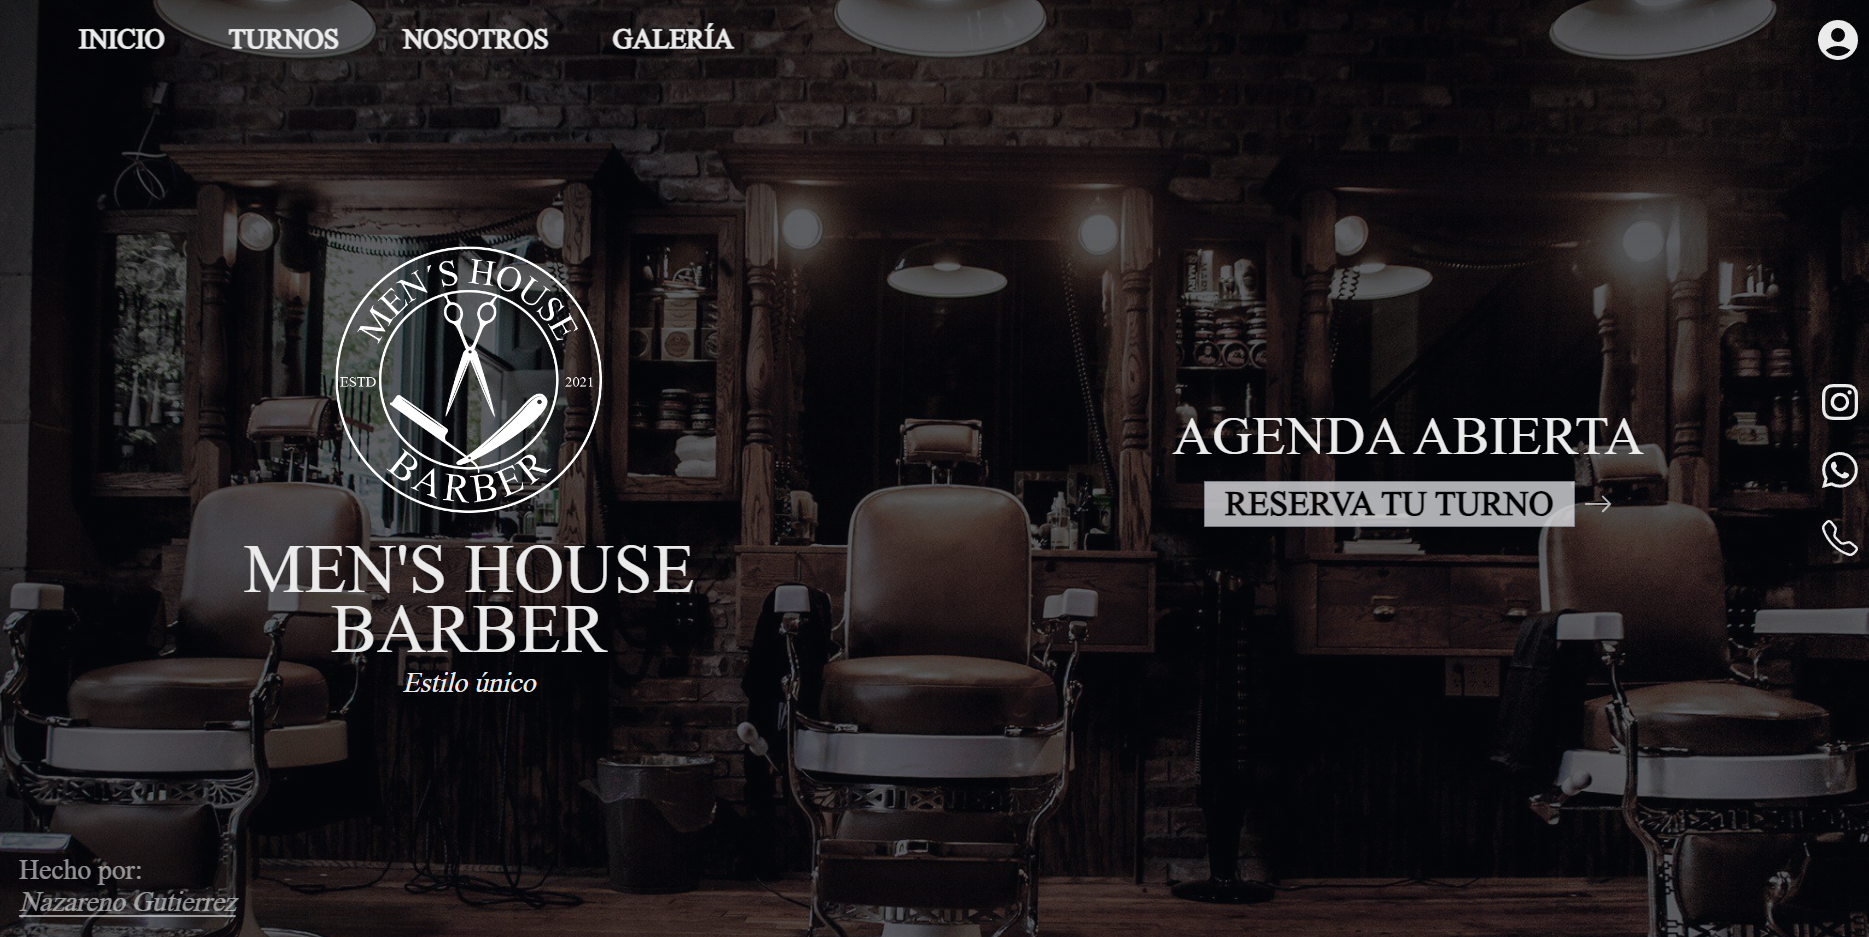 INICIO TURNOS NOSOTROS GALERÍA
MEN´S HOUSE
ESTD 2021
BARBER
MEN'S HOUSE
BARBER
Estilo único
AGENDA ABIERTA
RESERVA TU TURNO
Hecho por:
Nazareno Gutierrez